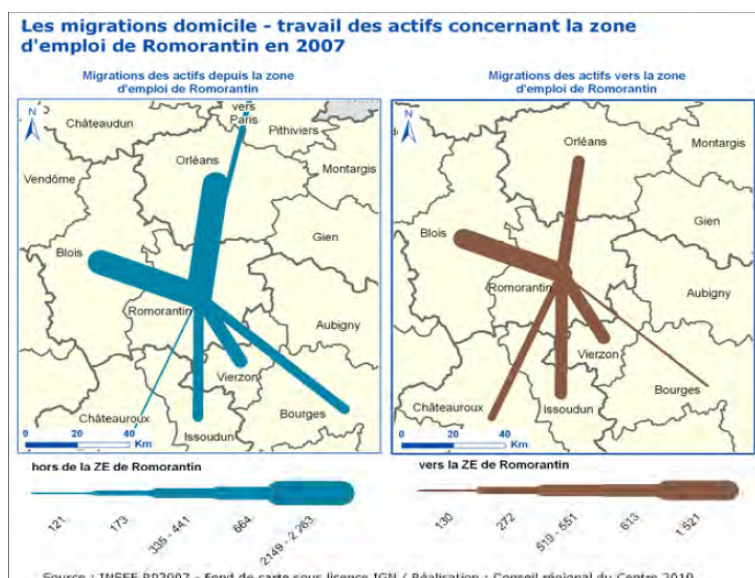 Les migrations domicile - travail des actifs concernant la zone
d'emploi de Romorantin en 2007
Migrations des actifs depuis la zone
d'emploi de Romorantin
N
vers
Paris
Châteaudun
Pithiviers
Orléans
Montargis
Vendôme
Gien
Blois
Romorantin
Aubigny
Vierzon
Bourges
Châteauroux
Issoudun
0 20 40
Km
hors de la ZE de Romorantin
121
173
335 - 441
664
2149 - 2 263
Migrations des actifs vers la zone
d'emploi de Romorantin
N
Pithiviers
Orléans
Montargis
Gien
Blois
Romorantin
Aubigny
Vierzon
Bourges
Châteauroux
Issoudun
0 20 40
Km
vers la ZE de Romorantin
130
272
510 - 551
613
1 521
Source : INSEE RP2007 - Fond de carte sous licence IGN / Réalisation : Conseil régional du Centre 2010